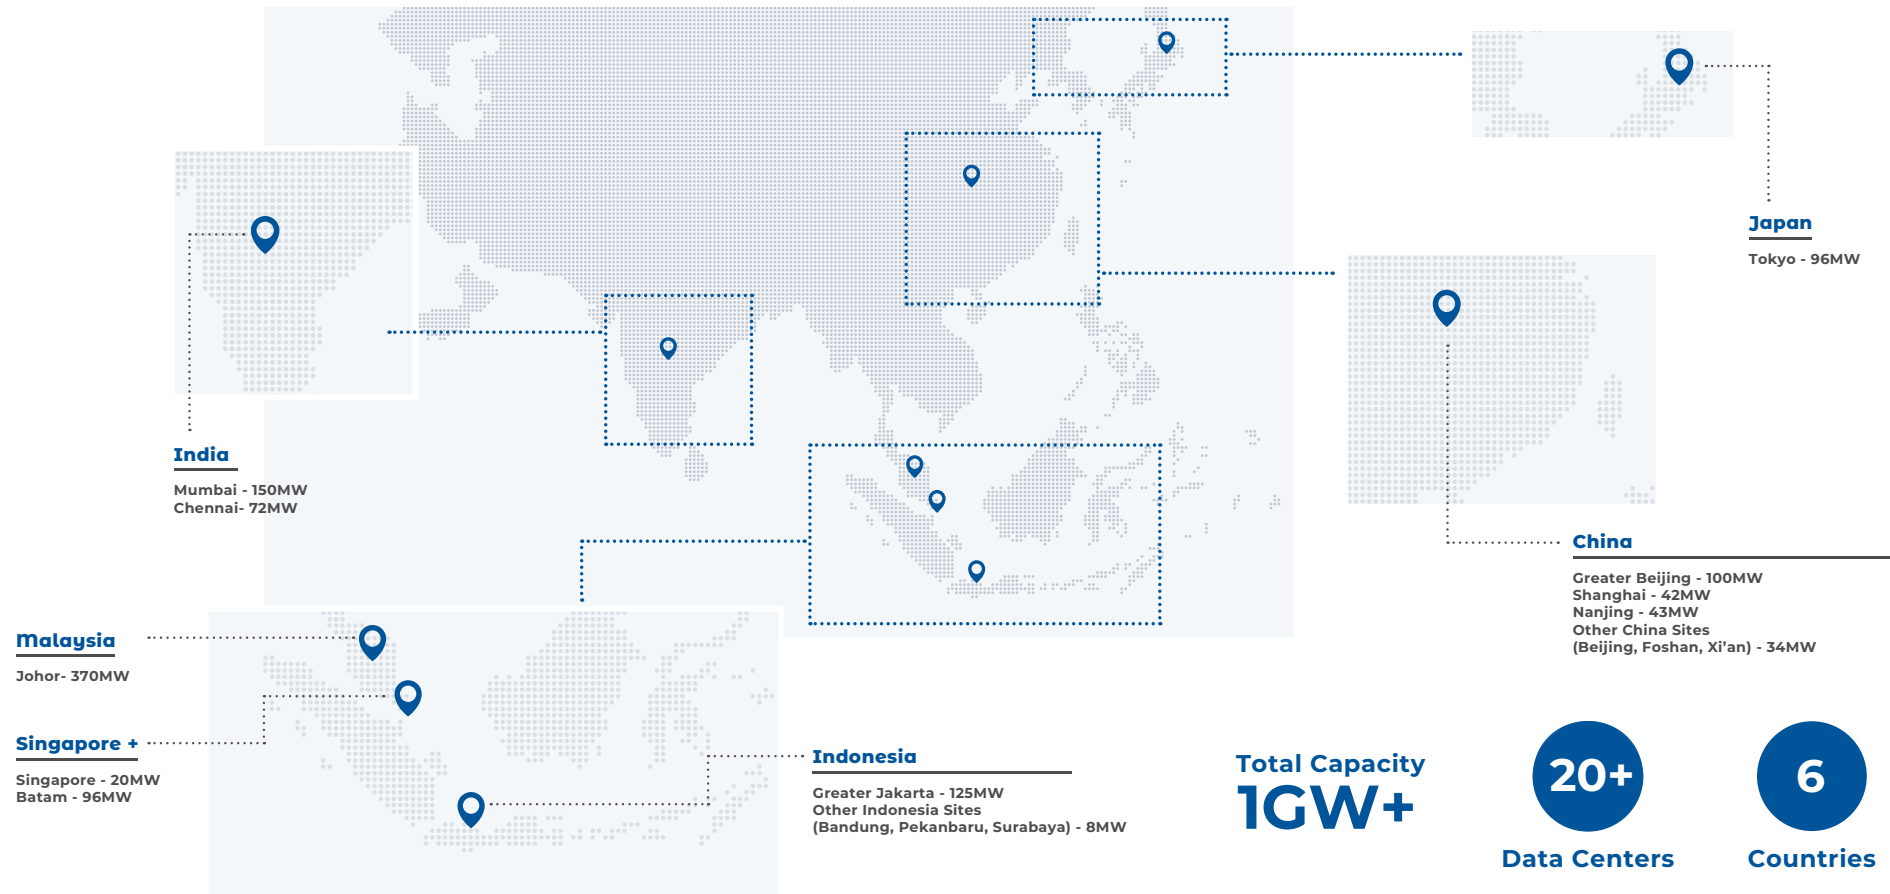 Japan
Tokyo - 96MW
India
Mumbai - 150MW
Chennai- 72MW
China
Greater Beijing - 100MW
Shanghai - 42MW
Nanjing - 43MW
Other China Sites
(Beijing, Foshan, Xi’an) - 34MW
Malaysia
Johor- 370MW
Singapore +
Singapore - 20MW
Batam - 96MW
Indonesia
Greater Jakarta - 125MW
Other Indonesia Sites
(Bandung, Pekanbaru, Surabaya) - 8MW
Total Capacity
1GW+
20+
Data Centers
6
Countries